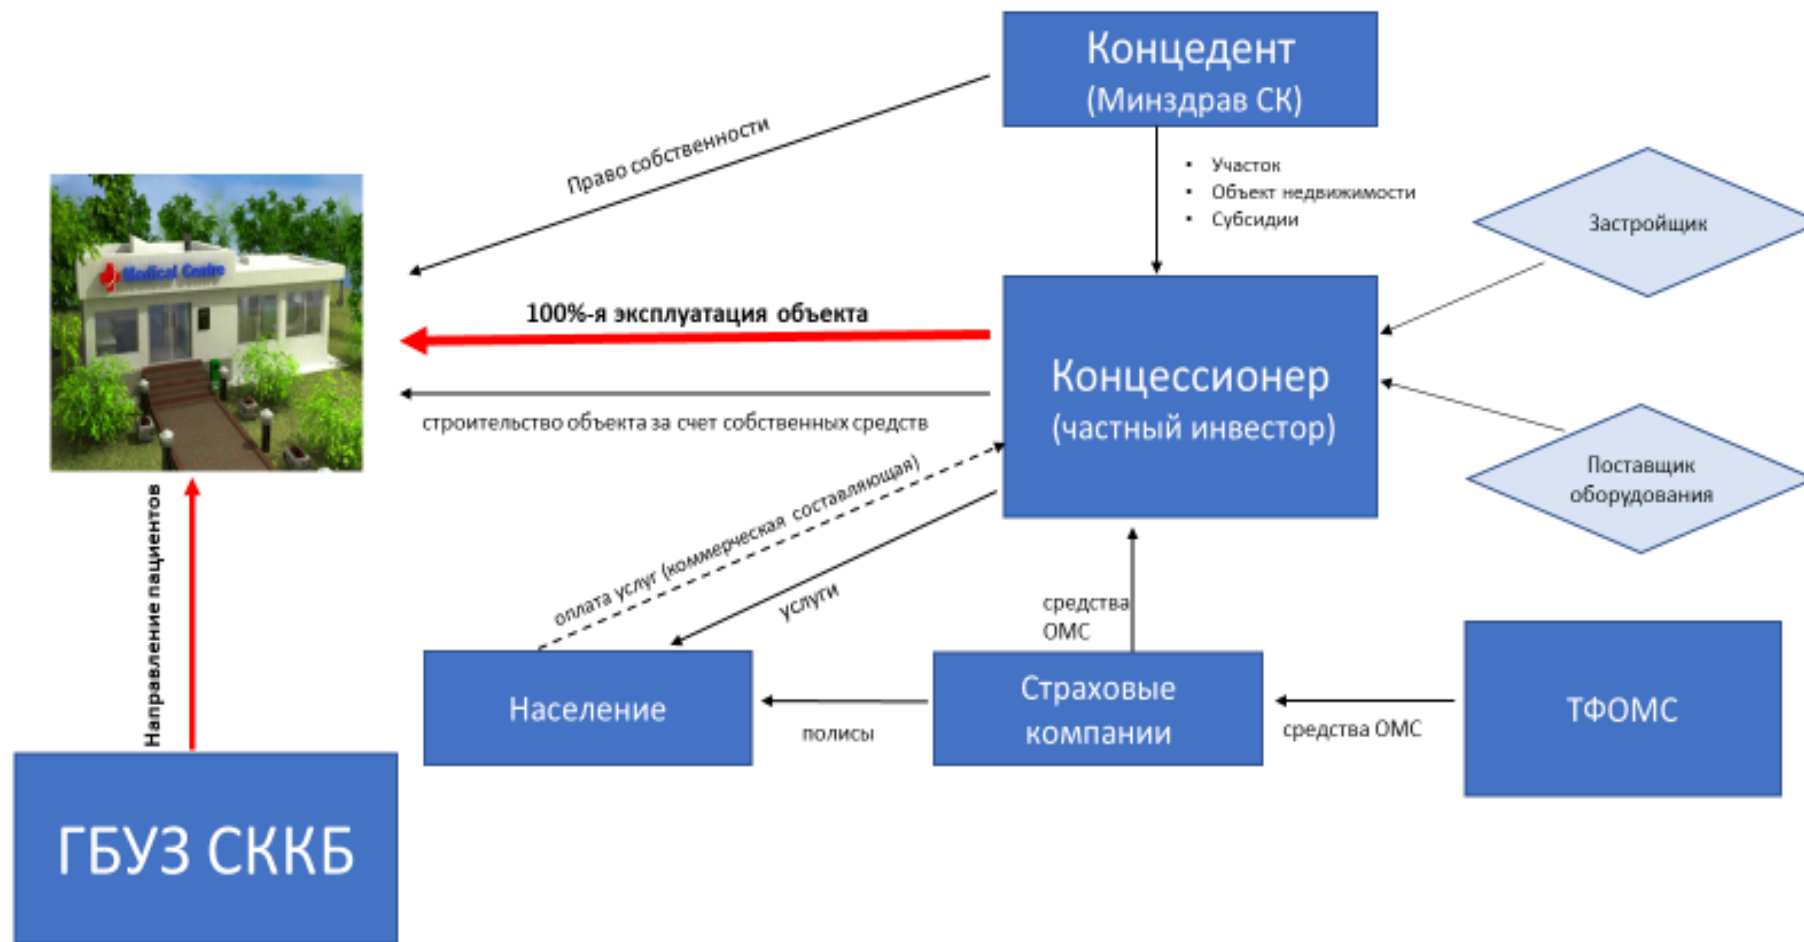 Концедент
(Минздрав СК)
Право собственности
▪ Участок
▪ Объект недвижимости
▪ Субсидии
Застройщик
Medical Centre
100%-я эксплуатация объекта
Концессионер
(частный инвестор)
строительство объекта за счет собственных средств
Поставщик
оборудования
Направление пациентов
оплата услуг (коммерческая составляющая)
услуги
средства
ОМС
Население
полисы
Страховые
компании
средства ОМС
ТФОМС
ГБУЗ СККБ